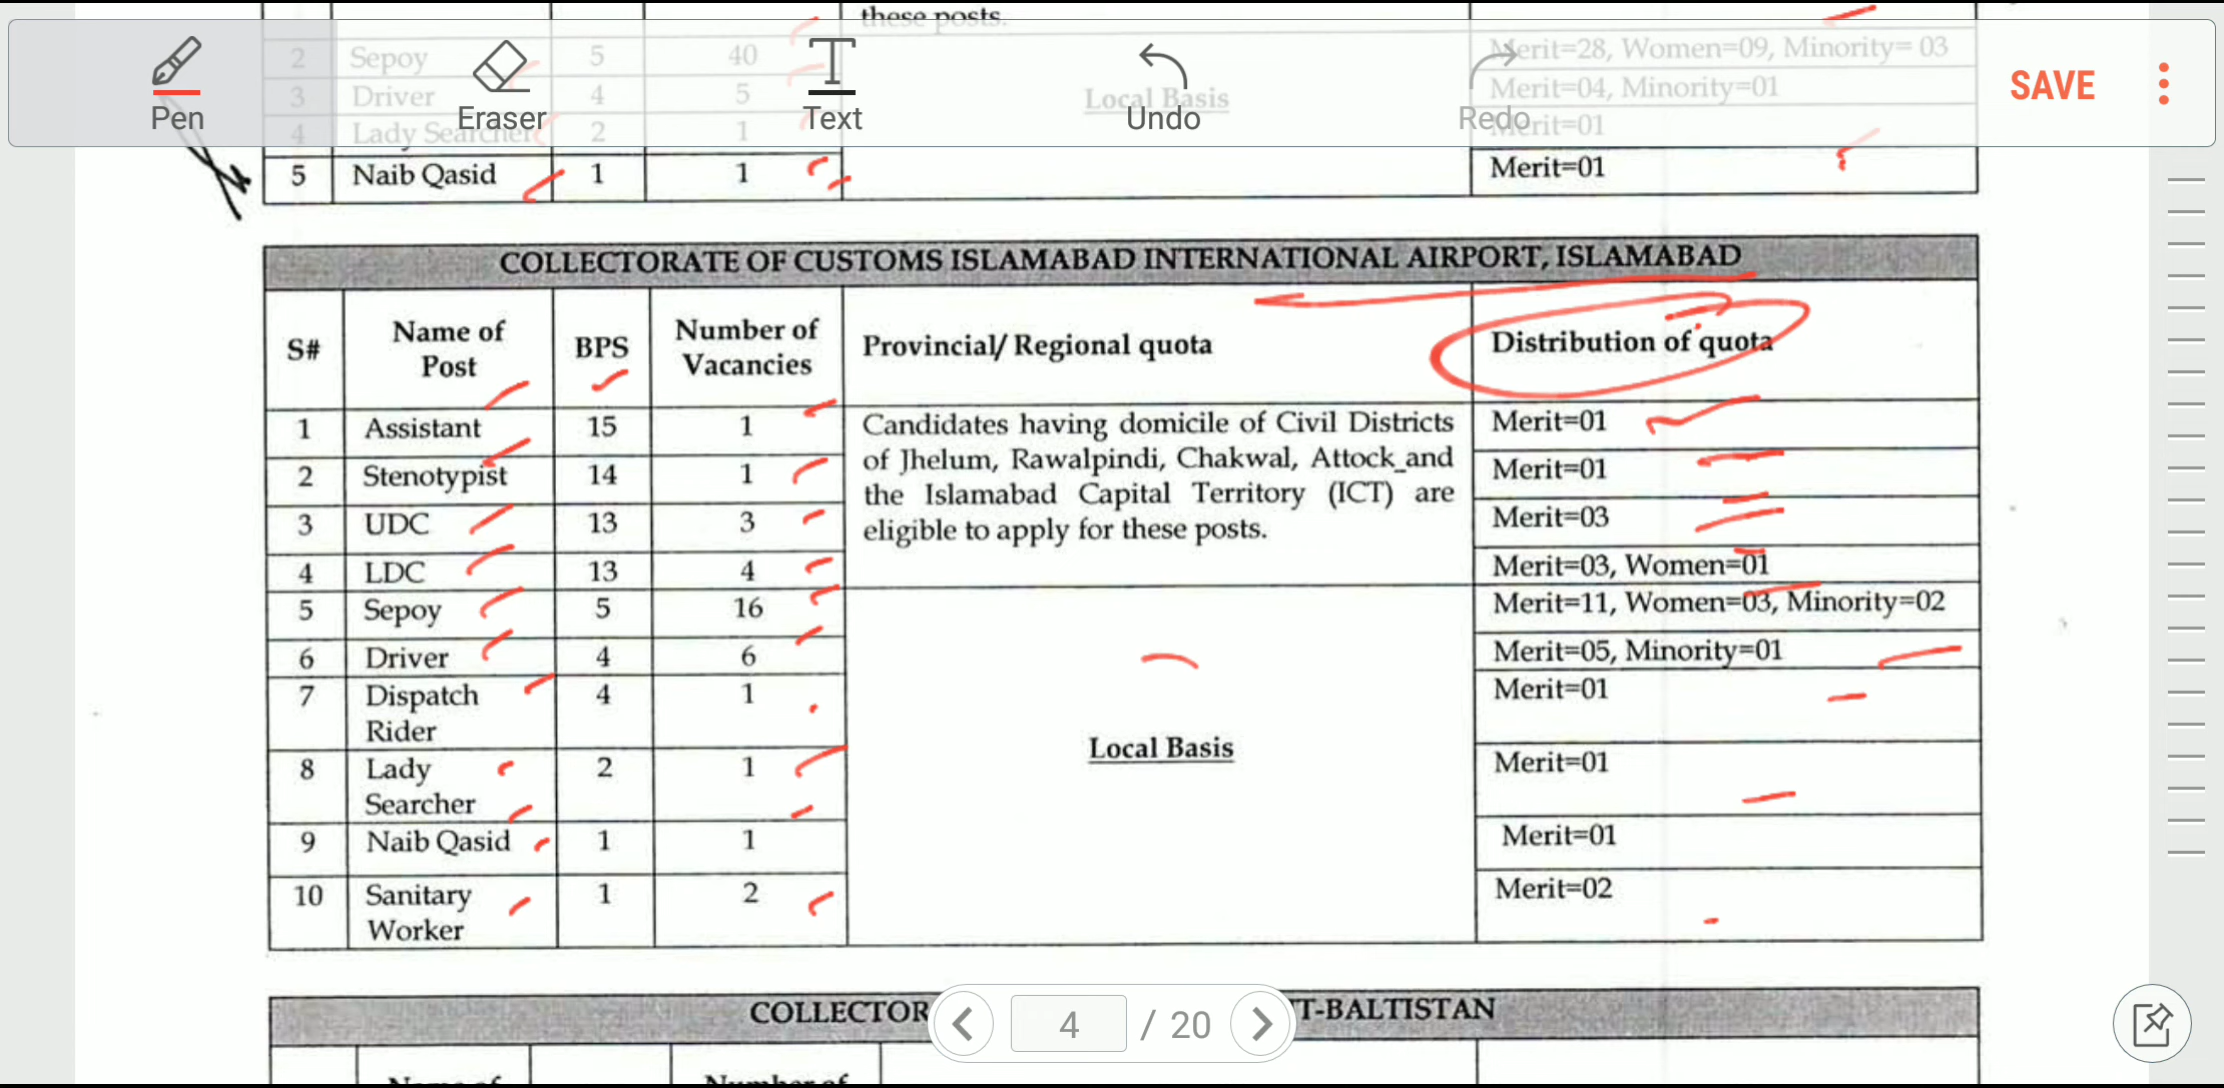 these posts.
2 Sepoy 5 40 Merit=28, Women=09, Minority= 03
3 Driver 4 5 Local Basis Merit=04, Minority=01
4 Lady Searcher 2 1 Merit=01
Pen Eraser Text Undo Redo SAVE
5 Naib Qasid 1 1 Merit=01
COLLECTORATE OF CUSTOMS ISLAMABAD INTERNATIONAL AIRPORT, ISLAMABAD
S# Name of Post BPS Number of Vacancies Provincial/ Regional quota Distribution of quota
1 Assistant 15 1 Merit=01
2 Stenotypist 14 1 Merit=01
3 UDC 13 3 Merit=03
4 LDC 13 4 Merit=03, Women=01
Candidates having domicile of Civil Districts
of Jhelum, Rawalpindi, Chakwal, Attock_and
the Islamabad Capital Territory (ICT) are
eligible to apply for these posts.
5 Sepoy 5 16 Merit=11, Women=03, Minority=02
6 Driver 4 6 Merit=05, Minority=01
7 Dispatch Rider 4 1 Merit=01
Local Basis
8 Lady Searcher 2 1 Merit=01
9 Naib Qasid 1 1 Merit=01
10 Sanitary Worker 1 2 Merit=02
COLLECTOR T-BALTISTAN
4 / 20
Name of Number of